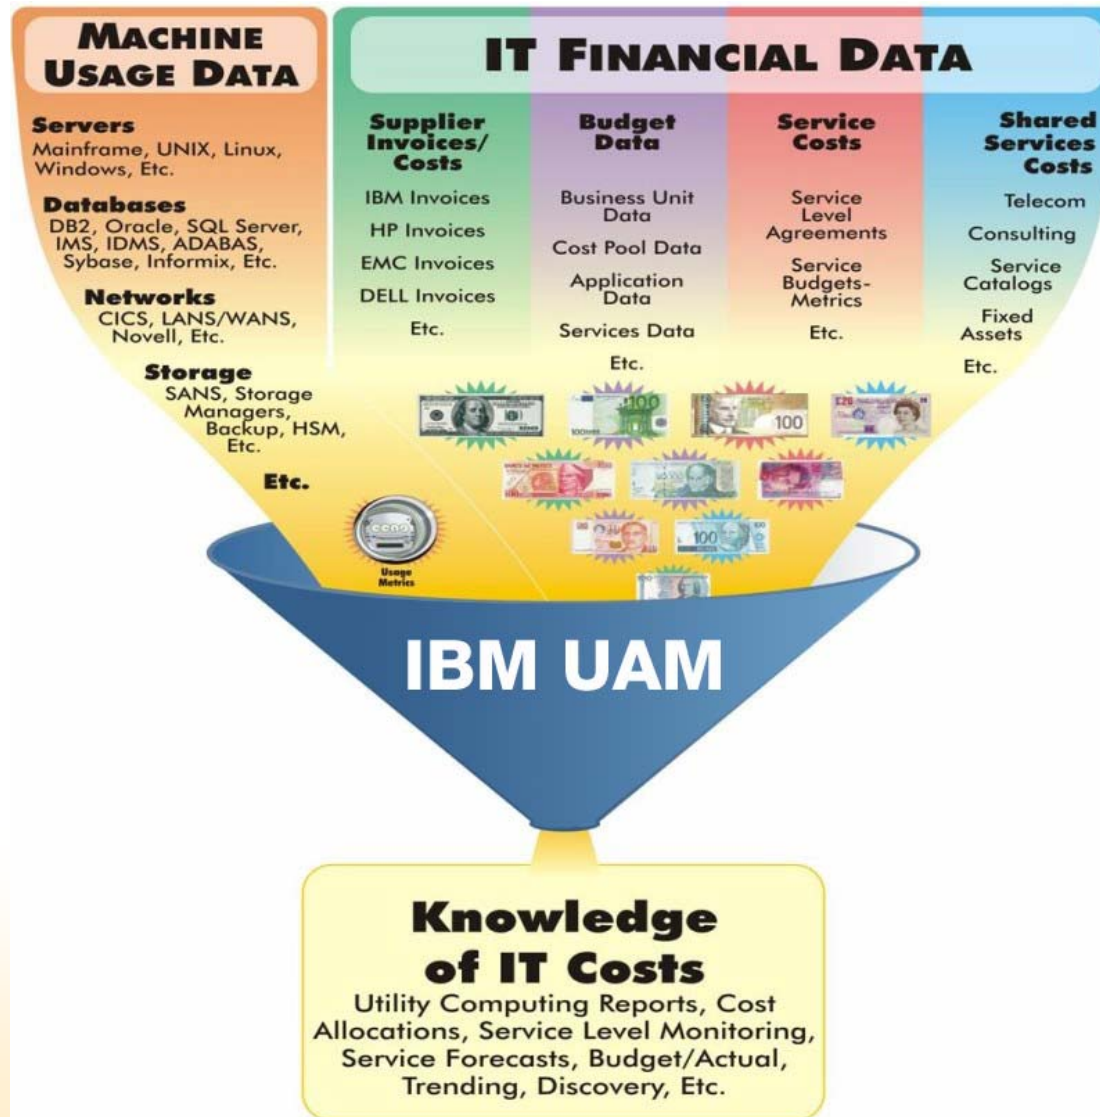 MACHINE
USAGE DATA
Servers
Mainframe, UNIX, Linux,
Windows, Etc.
Databases
DB2, Oracle, SQL Server,
IMS, IDMS, ADABAS,
Sybase, Informix, Etc.
Networks
CICS, LANS/WANS,
Novell, Etc.
Storage
SANS, Storage
Managers,
Backup, HSM,
Etc.
Etc.
Usage
Metrics
IT FINANCIAL DATA
Supplier
Invoices/
Costs
IBM Invoices
HP Invoices
EMC Invoices
DELL Invoices
Etc.
Budget
Data
Business Unit
Data
Cost Pool Data
Application
Data
Services Data
Etc.
Service
Costs
Service
Level
Agreements
Service
Budgets-
Metrics
Etc.
Shared
Services
Costs
Telecom
Consulting
Service
Catalogs
Fixed
Assets
Etc.
100
100
£20
100
IBM UAM
Knowledge
of IT Costs
Utility Computing Reports, Cost
Allocations, Service Level Monitoring,
Service Forecasts, Budget/Actual,
Trending, Discovery, Etc.